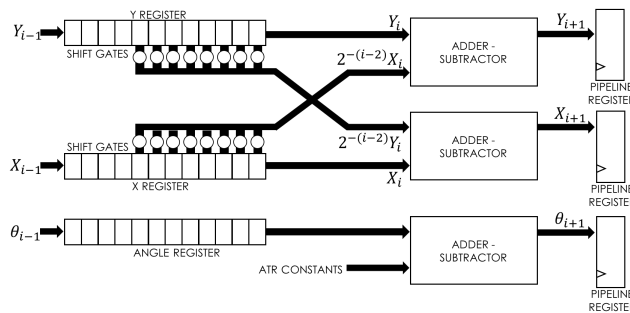 Y REGISTER
Y_{i-1}
Y_i
Y_{i+1}
SHIFT GATES
ADDER -
SUBTRACTOR
2^{-(i-2)}X_i
PIPELINE
REGISTER
SHIFT GATES
2^{-(i-2)}Y_i
ADDER -
SUBTRACTOR
X_{i+1}
X_{i-1}
X_i
X REGISTER
PIPELINE
REGISTER
θ_{i-1}
θ_{i+1}
ANGLE REGISTER
ADDER -
SUBTRACTOR
ATR CONSTANTS
PIPELINE
REGISTER